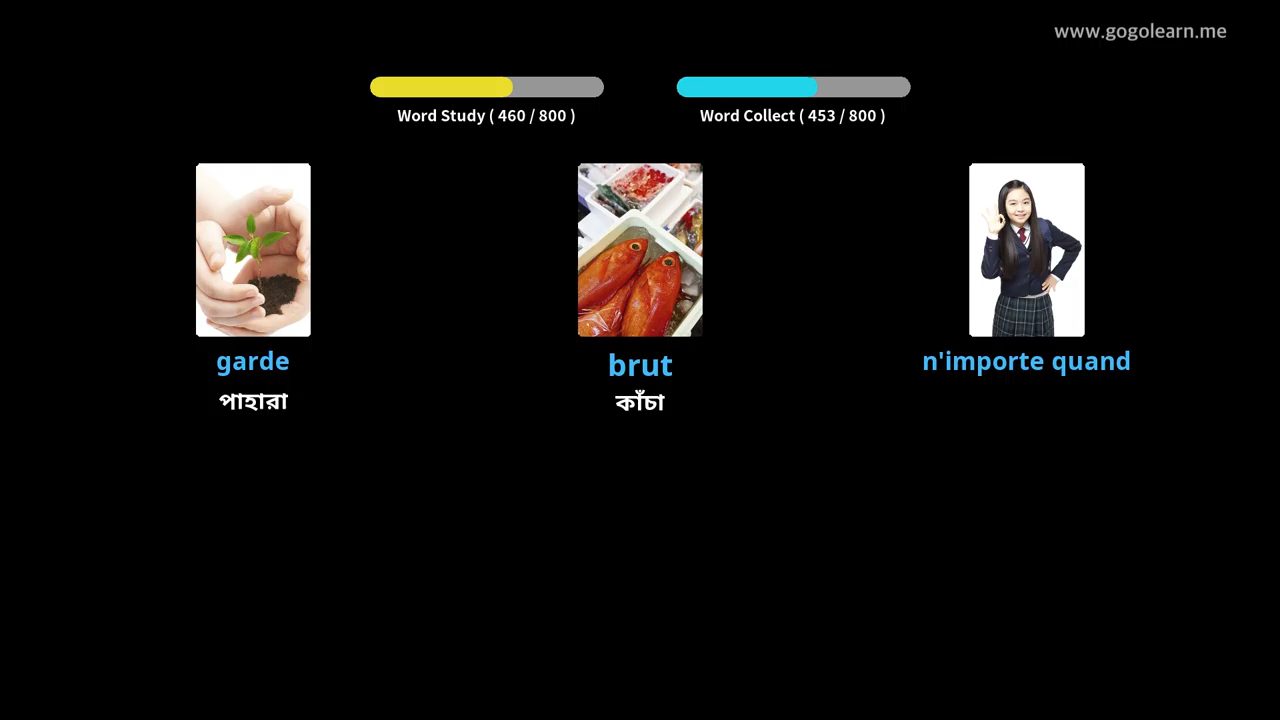 www.gogolearn.me
Word Study ( 460 / 800 )
Word Collect ( 453 / 800 )
garde
brut
n'importe quand
পাহারা
কাঁচা